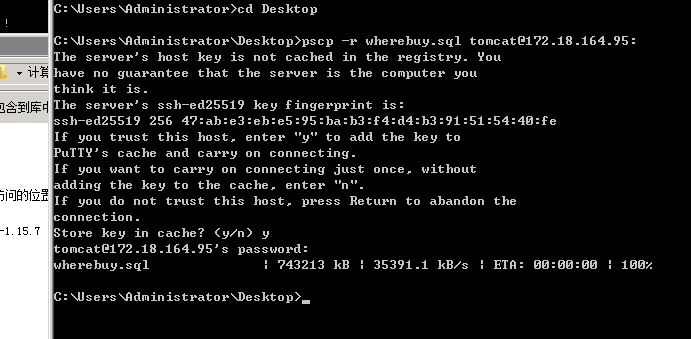 C:\Users\Administrator>cd Desktop
C:\Users\Administrator\Desktop>pscp -r wherebuy.sql tomcat@172.18.164.95:
The server's host key is not cached in the registry. You
have no guarantee that the server is the computer you
think it is.
The server's ssh-ed25519 key fingerprint is:
ssh-ed25519 256 47:ab:e3:eb:e5:95:ba:b3:f4:d4:b3:91:51:54:40:fe
If you trust this host, enter "y" to add the key to
PuTTY's cache and carry on connecting.
If you want to carry on connecting just once, without
adding the key to the cache, enter "n".
If you do not trust this host, press Return to abandon the
connection.
Store key in cache? (y/n) y
tomcat@172.18.164.95's password:
wherebuy.sql | 743213 kB | 35391.1 kB/s | ETA: 00:00:00 | 100%
C:\Users\Administrator\Desktop>_
!
计算
包含到库中
访问的位置
-1.15.7